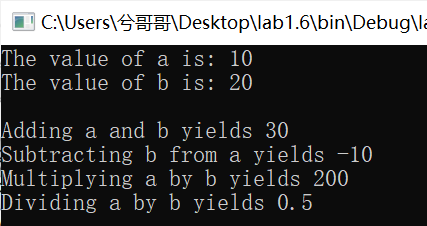 C:\Users\兮哥哥\Desktop\lab1.6\bin\Debug\la
The value of a is: 10
The value of b is: 20
Adding a and b yields 30
Subtracting b from a yields -10
Multiplying a by b yields 200
Dividing a by b yields 0.5